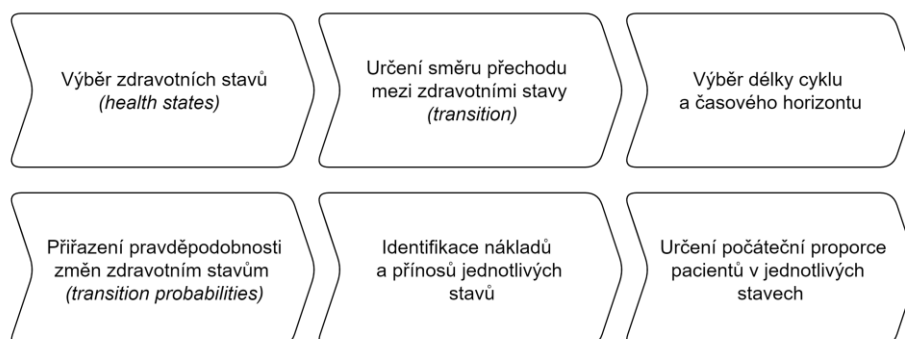 Výběr zdravotních stavů
(health states)
Určení směru přechodu
mezi zdravotními stavy
(transition)
Výběr délky cyklu
a časového horizontu
Přiřazení pravděpodobnosti
změn zdravotním stavům
(transition probabilities)
Identifikace nákladů
a přínosů jednotlivých
stavů
Určení počáteční proporce
pacientů v jednotlivých
stavech